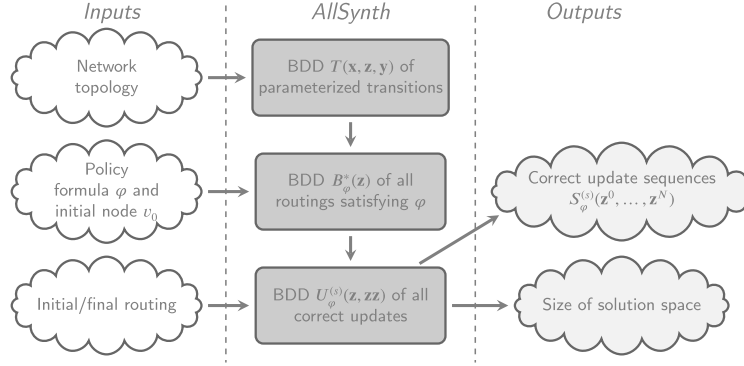 Inputs
AllSynth
Outputs
Network
topology
BDD T(x, z, y) of
parameterized transitions
Policy
formula φ and
initial node v₀
BDD B*φ(z) of all
routings satisfying φ
Correct update sequences
S⁽ˢ⁾φ(z⁰, … , zᴺ)
Initial/final routing
BDD U⁽ˢ⁾φ(z, zz) of all
correct updates
Size of solution space